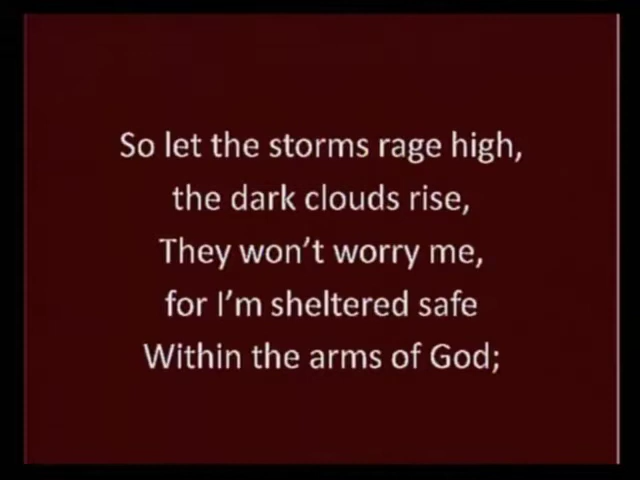 So let the storms rage high,
the dark clouds rise,
They won’t worry me,
for I’m sheltered safe
Within the arms of God;